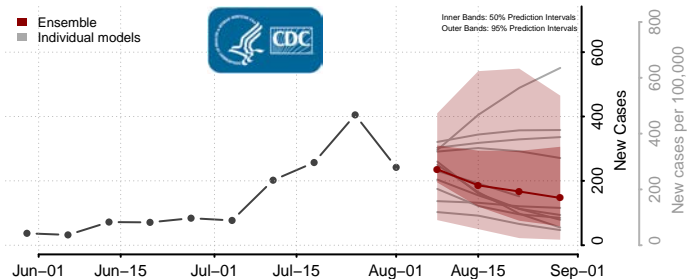 Ensemble
Individual models
CDC
Inner Bands: 50% Prediction Intervals
Outer Bands: 95% Prediction Intervals
0
200
400
600
New Cases
0
200
400
600
800
New cases per 100,000
Jun–01
Jun–15
Jul–01
Jul–15
Aug–01
Aug–15
Sep–01